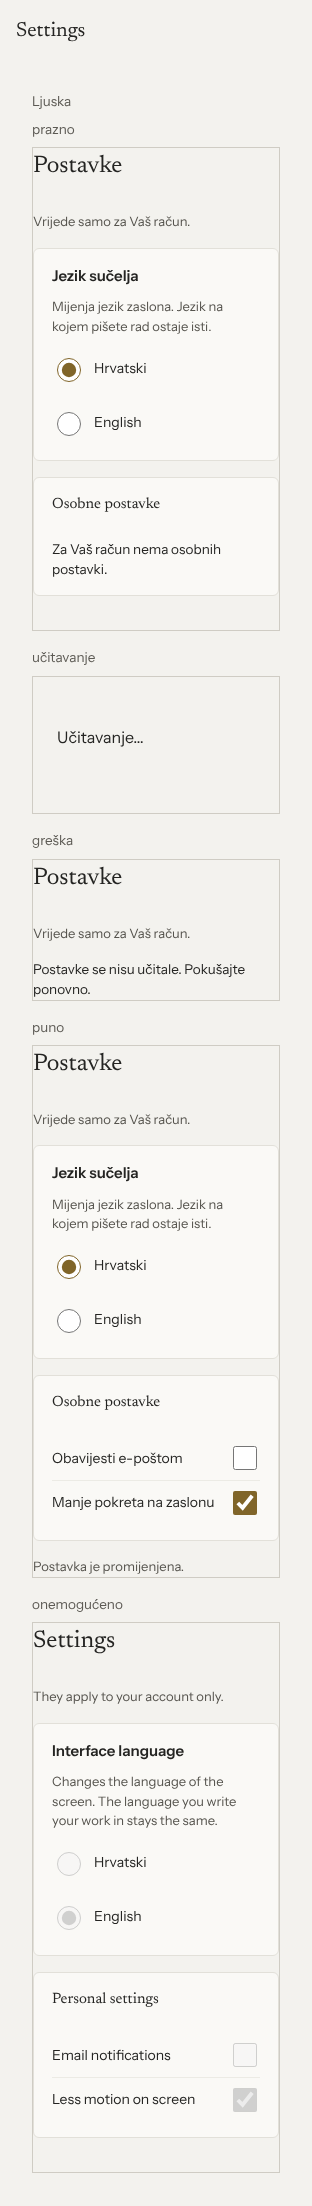 Settings
Ljuska
prazno
Postavke
Vrijede samo za Vaš račun.
Jezik sučelja
Mijenja jezik zaslona. Jezik na
kojem pišete rad ostaje isti.
Hrvatski
English
Osobne postavke
Za Vaš račun nema osobnih
postavki.
učitavanje
Učitavanje…
greška
Postavke
Vrijede samo za Vaš račun.
Postavke se nisu učitale. Pokušajte
ponovno.
puno
Postavke
Vrijede samo za Vaš račun.
Jezik sučelja
Mijenja jezik zaslona. Jezik na
kojem pišete rad ostaje isti.
Hrvatski
English
Osobne postavke
Obavijesti e-poštom
Manje pokreta na zaslonu
Postavka je promijenjena.
onemogućeno
Settings
They apply to your account only.
Interface language
Changes the language of the
screen. The language you write
your work in stays the same.
Hrvatski
English
Personal settings
Email notifications
Less motion on screen